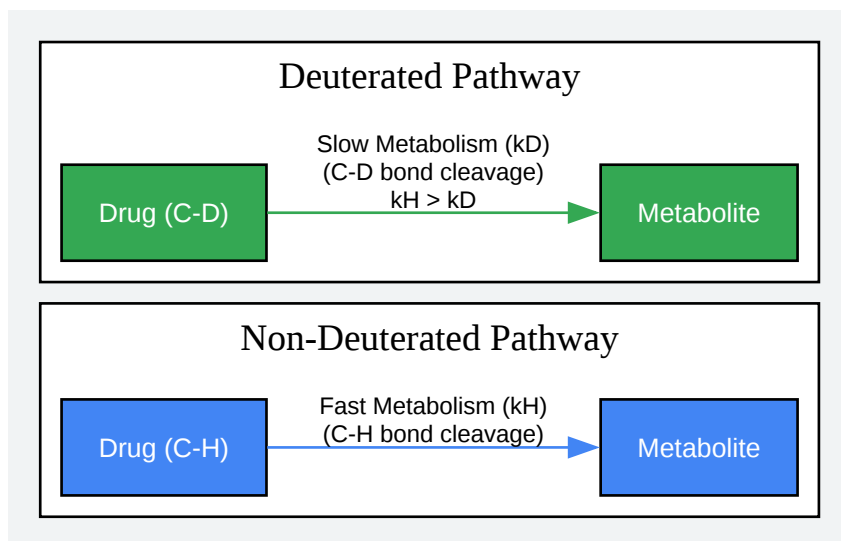 Deuterated Pathway
Slow Metabolism (kD)
(C-D bond cleavage)
kH > kD
Drug (C-D)
Metabolite
Non-Deuterated Pathway
Fast Metabolism (kH)
(C-H bond cleavage)
Drug (C-H)
Metabolite